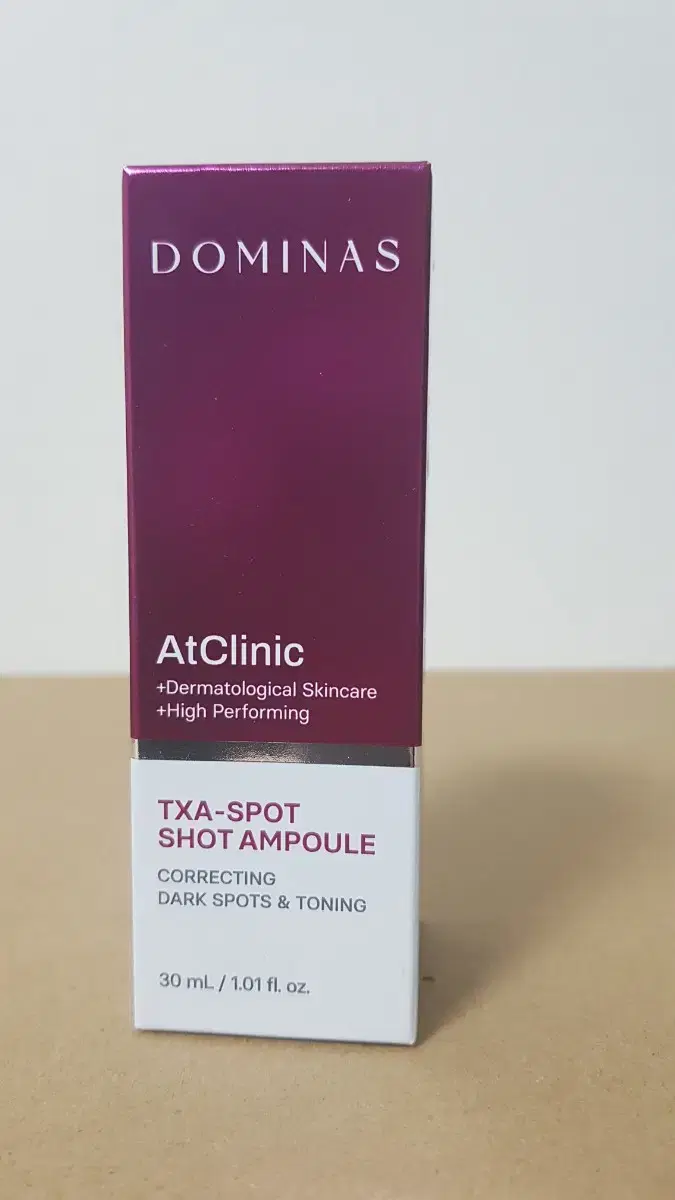 DOMINAS
AtClinic
+Dermatological Skincare
+High Performing
TXA-SPOT
SHOT AMPOULE
CORRECTING
DARK SPOTS & TONING
30 mL / 1.01 fl. oz.